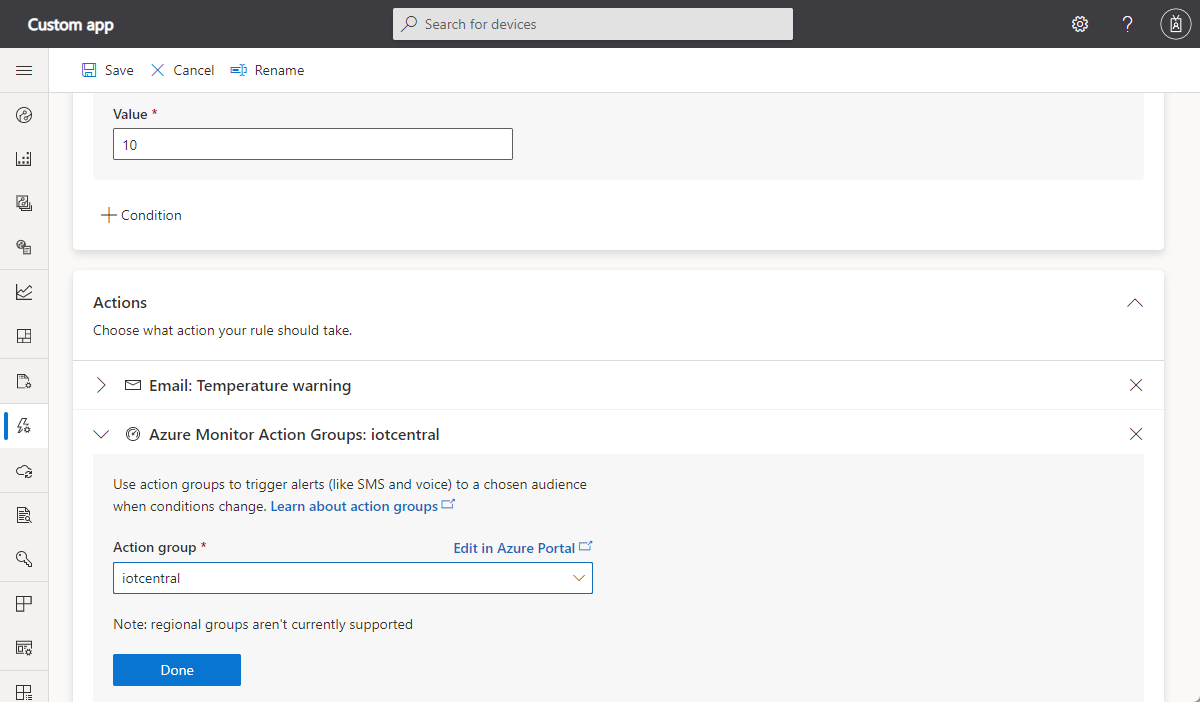 Custom app
Search for devices
?
Save
Cancel
Rename
Value *
10
Condition
Actions
Choose what action your rule should take.
Email: Temperature warning
Azure Monitor Action Groups: iotcentral
Use action groups to trigger alerts (like SMS and voice) to a chosen audience
when conditions change. Learn about action groups
Action group *
Edit in Azure Portal
iotcentral
Note: regional groups aren't currently supported
Done